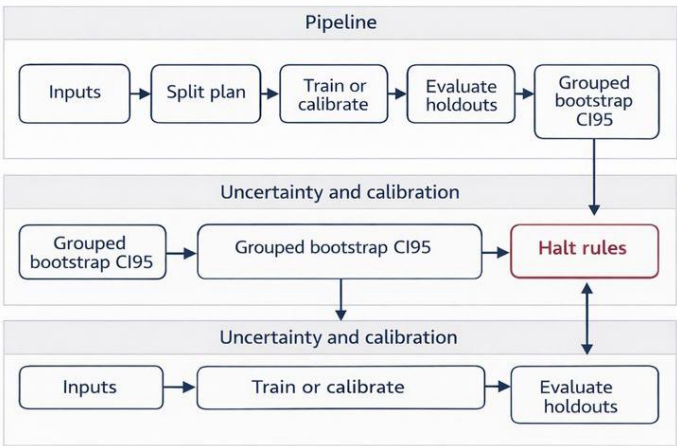 Pipeline
Inputs
Split plan
Train or
calibrate
Evaluate
holdouts
Grouped
bootstrap
CI95
Uncertainty and calibration
Grouped
bootstrap CI95
Grouped bootstrap CI95
Halt rules
Uncertainty and calibration
Inputs
Train or calibrate
Evaluate
holdouts